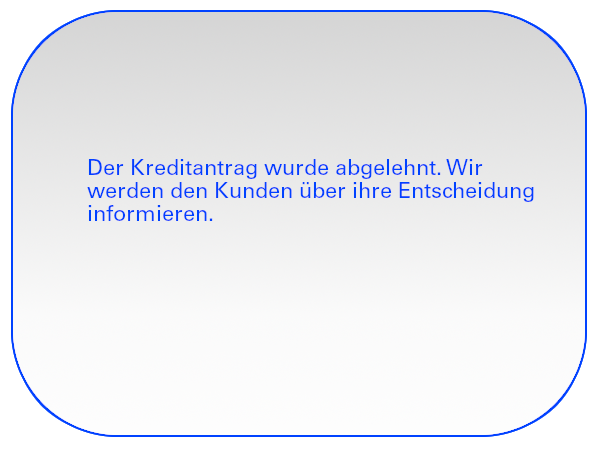 Der Kreditantrag wurde abgelehnt. Wir
werden den Kunden über ihre Entscheidung
informieren.